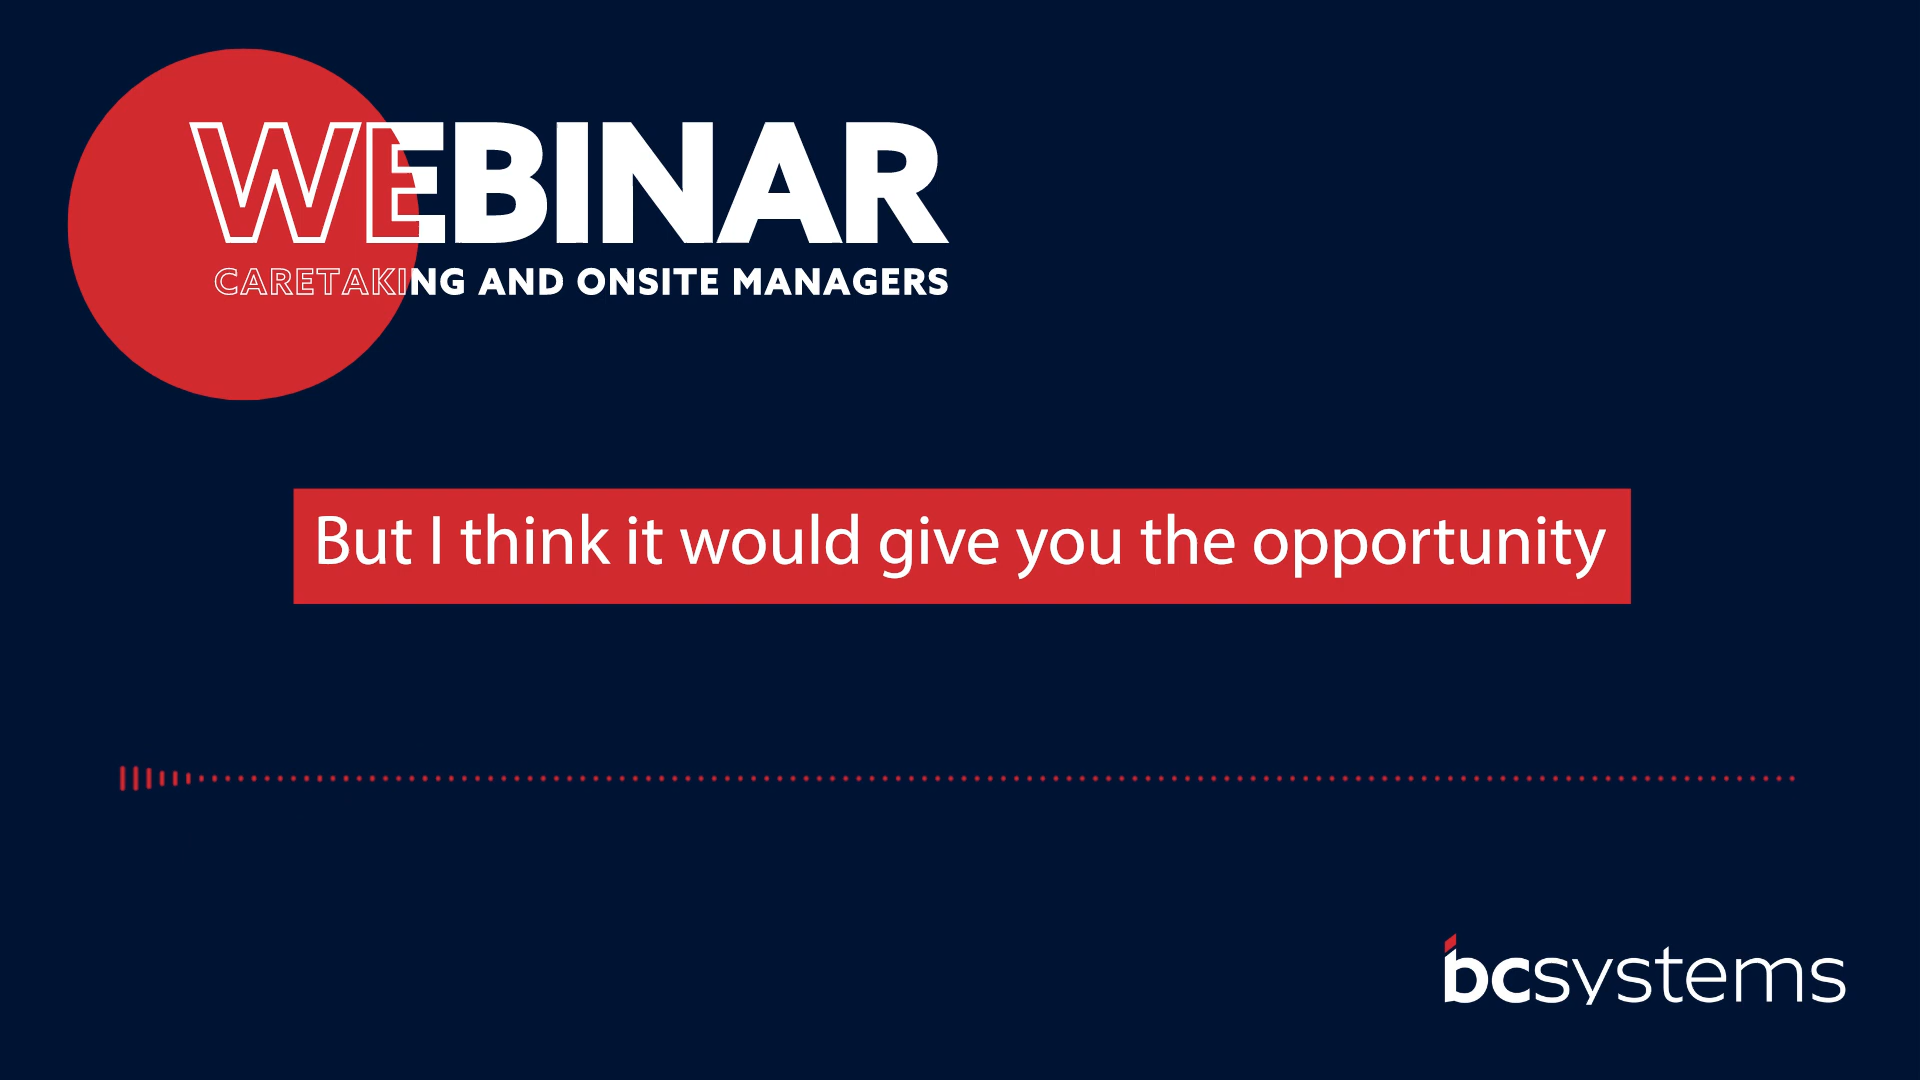 WEBINAR
CARETAKING AND ONSITE MANAGERS
But I think it would give you the opportunity
bcsystems